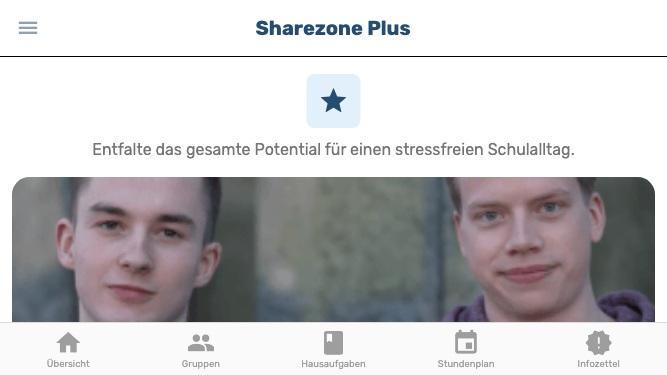 Sharezone Plus
Entfalte das gesamte Potential für einen stressfreien Schulalltag.
Übersicht
Gruppen
Hausaufgaben
Stundenplan
Infozettel